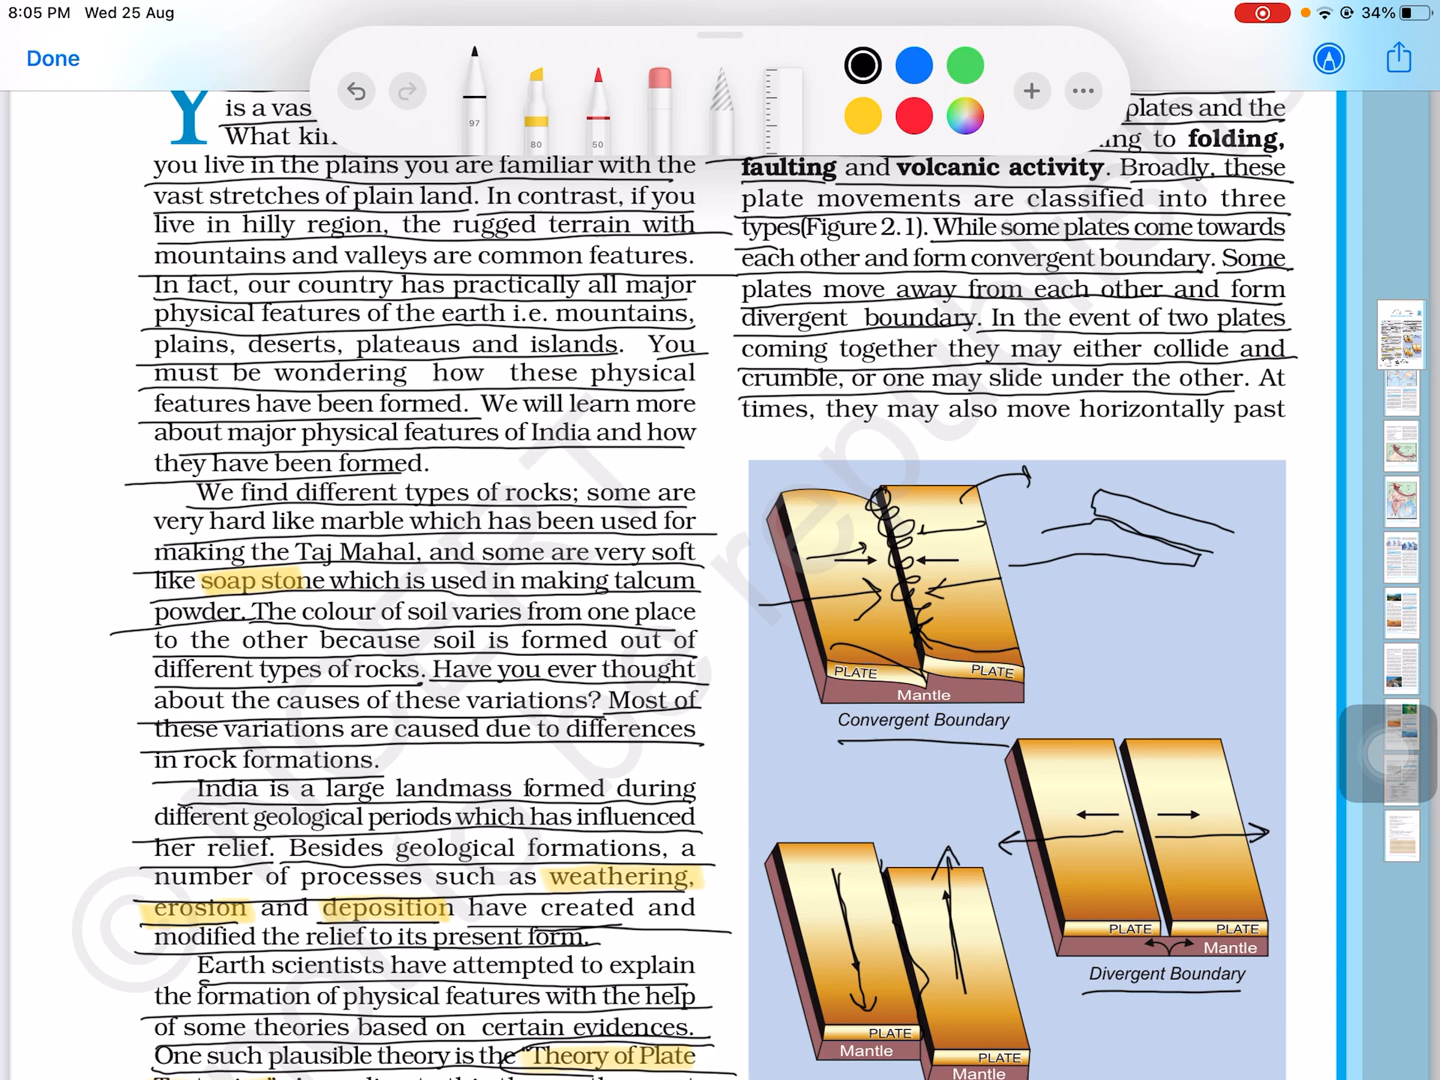 8:05 PM Wed 25 Aug
34%
Done
97
80
50
Y
is a vas
What kin
you live in the plains you are familiar with the
vast stretches of plain land. In contrast, if you
live in hilly region, the rugged terrain with
mountains and valleys are common features.
In fact, our country has practically all major
physical features of the earth i.e. mountains,
plains, deserts, plateaus and islands. You
must be wondering how these physical
features have been formed. We will learn more
about major physical features of India and how
they have been formed.
We find different types of rocks; some are
very hard like marble which has been used for
making the Taj Mahal, and some are very soft
like soap stone which is used in making talcum
powder. The colour of soil varies from one place
to the other because soil is formed out of
different types of rocks. Have you ever thought
about the causes of these variations? Most of
these variations are caused due to differences
in rock formations.
India is a large landmass formed during
different geological periods which has influenced
her relief. Besides geological formations, a
number of processes such as weathering,
erosion and deposition have created and
modified the relief to its present form.
Earth scientists have attempted to explain
the formation of physical features with the help
of some theories based on certain evidences.
One such plausible theory is the "Theory of Plate
plates and the
ing to folding,
faulting and volcanic activity. Broadly, these
plate movements are classified into three
types(Figure 2.1). While some plates come towards
each other and form convergent boundary. Some
plates move away from each other and form
divergent boundary. In the event of two plates
coming together they may either collide and
crumble, or one may slide under the other. At
times, they may also move horizontally past
PLATE
PLATE
Mantle
Convergent Boundary
PLATE
PLATE
Mantle
Divergent Boundary
PLATE
Mantle
PLATE
Mantle